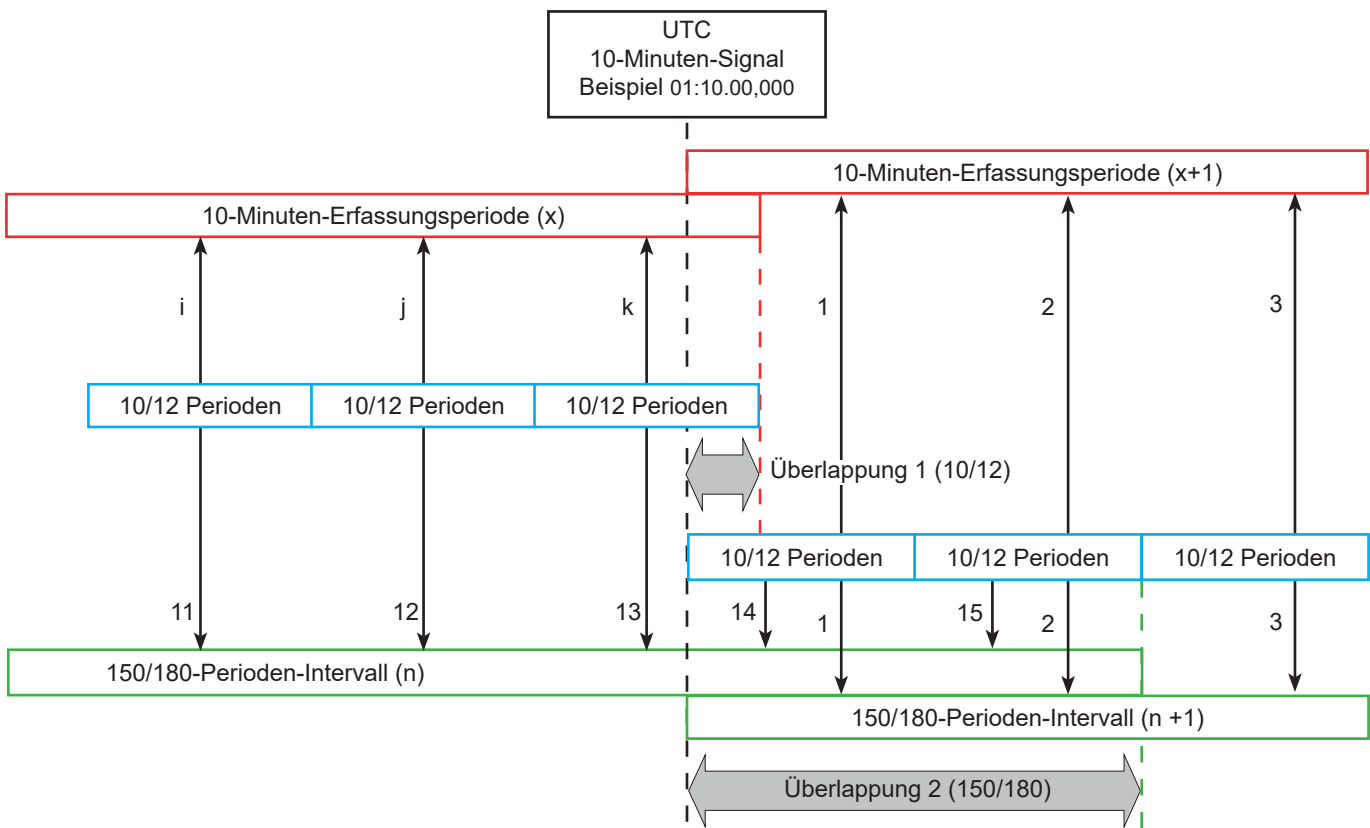 UTC
10-Minuten-Signal
Beispiel 01:10.00,000
10-Minuten-Erfassungsperiode (x+1)
10-Minuten-Erfassungsperiode (x)
i
j
k
1
2
3
10/12 Perioden
10/12 Perioden
10/12 Perioden
Überlappung 1 (10/12)
10/12 Perioden
10/12 Perioden
10/12 Perioden
11
12
13
14
1
15
2
3
150/180-Perioden-Intervall (n)
150/180-Perioden-Intervall (n +1)
Überlappung 2 (150/180)